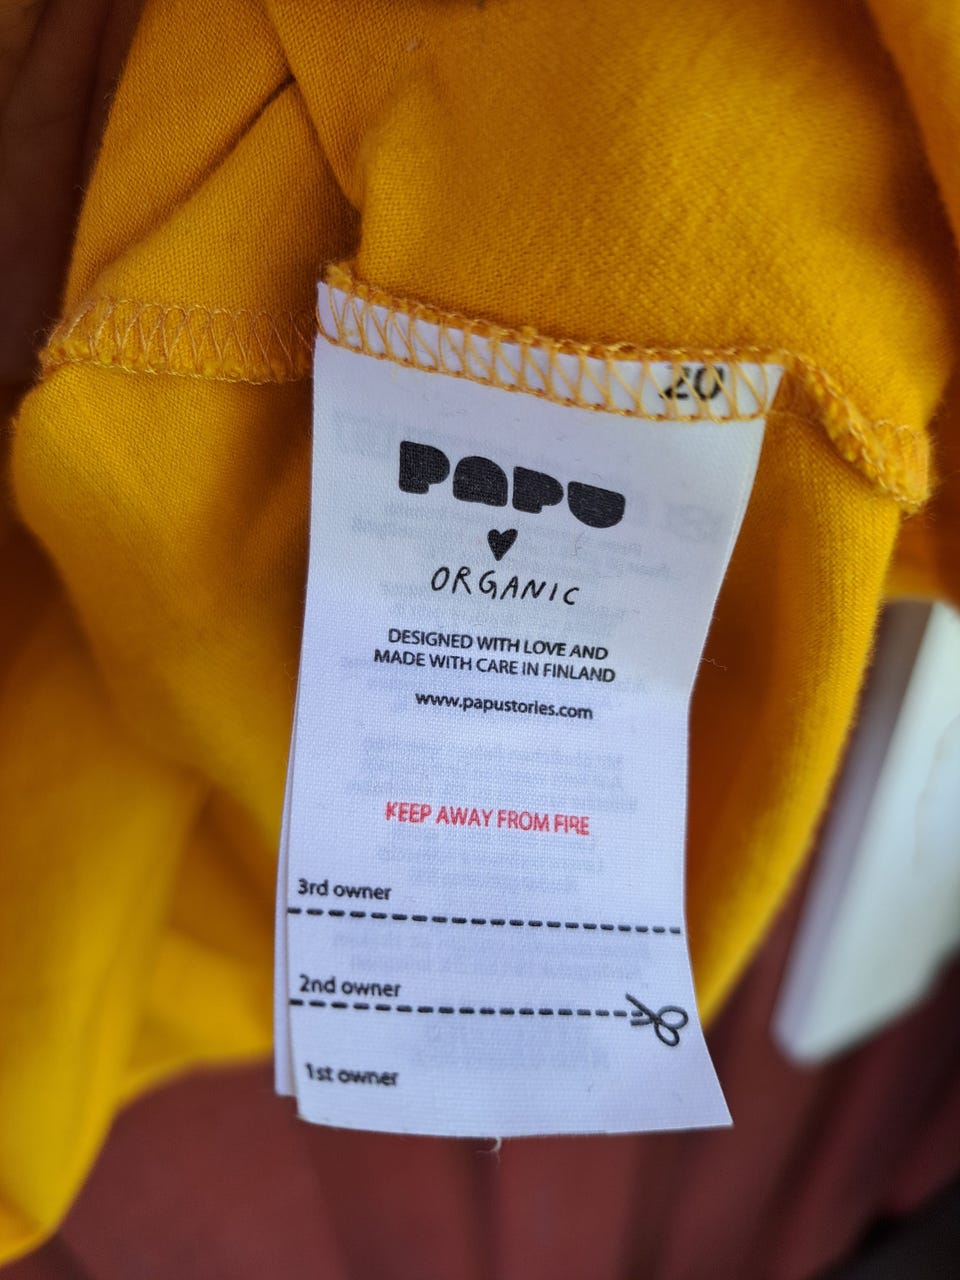 20
PAPU
ORGANIC
DESIGNED WITH LOVE AND
MADE WITH CARE IN FINLAND
www.papustories.com
KEEP AWAY FROM FIRE
3rd owner
2nd owner
1st owner